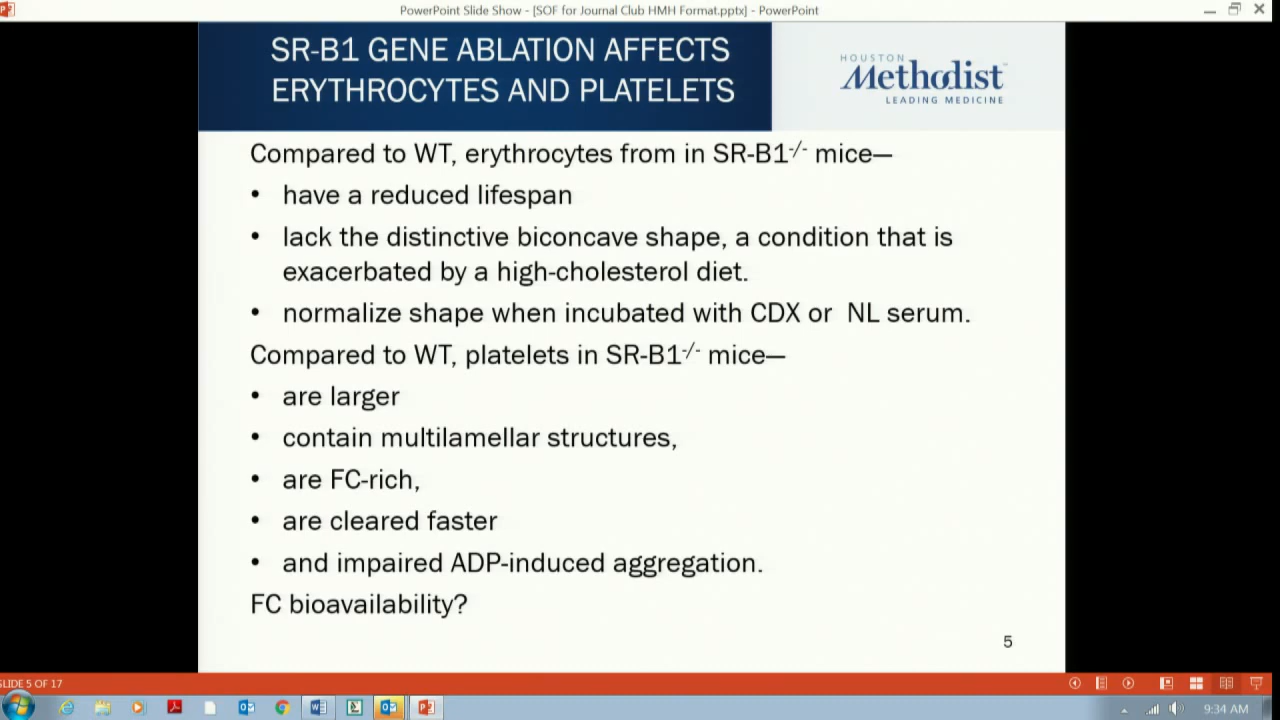 PowerPoint Slide Show - [SOF for Journal Club HMH Format.pptx] - PowerPoint
SR-B1 GENE ABLATION AFFECTS
ERYTHROCYTES AND PLATELETS
HOUSTON
Methodist
LEADING MEDICINE
Compared to WT, erythrocytes from in SR-B1-/- mice—
• have a reduced lifespan
• lack the distinctive biconcave shape, a condition that is
exacerbated by a high-cholesterol diet.
• normalize shape when incubated with CDX or NL serum.
Compared to WT, platelets in SR-B1-/- mice—
• are larger
• contain multilamellar structures,
• are FC-rich,
• are cleared faster
• and impaired ADP-induced aggregation.
FC bioavailability?
5
SLIDE 5 OF 17
9:34 AM